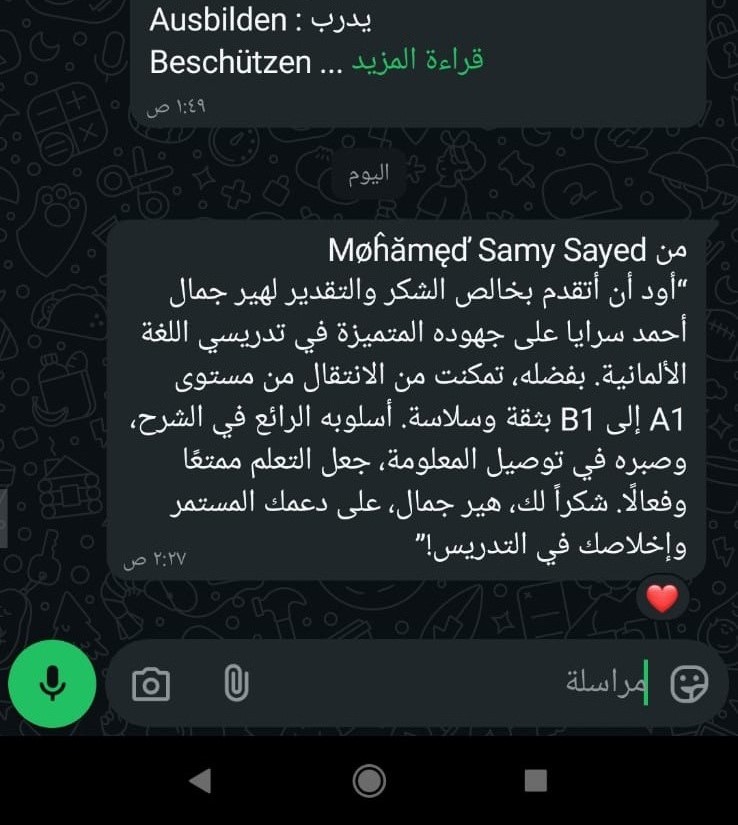 Ausbilden : يدرب
Beschützen ... قراءة المزيد
١:٤٩ ص
اليوم
من Møĥămęď Samy Sayed
“أود أن أتقدم بخالص الشكر والتقدير لهير جمال
أحمد سرايا على جهوده المتميزة في تدريسي اللغة
الألمانية. بفضله، تمكنت من الانتقال من مستوى
A1 إلى B1 بثقة وسلاسة. أسلوبه الرائع في الشرح،
وصبره في توصيل المعلومة، جعل التعلم ممتعًا
وفعالًا. شكراً لك، هير جمال، على دعمك المستمر
وإخلاصك في التدريس!”
٢:٢٧ ص
مراسلة